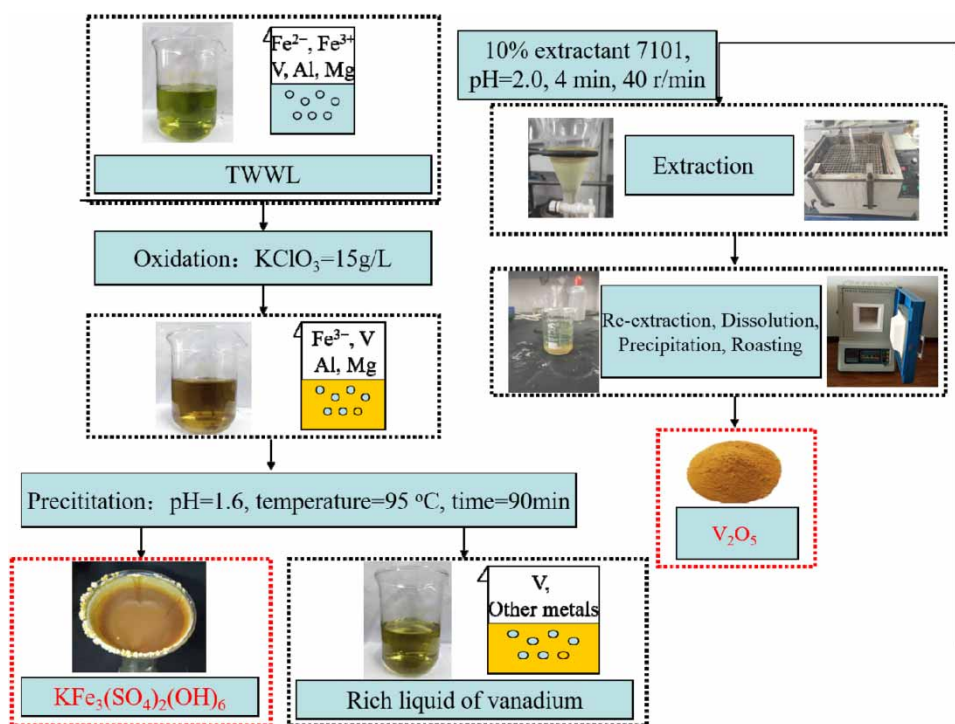 Fe²⁻, Fe³⁺
V, Al, Mg
TWWL
Oxidation：KClO₃=15g/L
Fe³⁻, V
Al, Mg
Precititation：pH=1.6, temperature=95 °C, time=90min
KFe₃(SO₄)₂(OH)₆
V,
Other metals
Rich liquid of vanadium
10% extractant 7101,
pH=2.0, 4 min, 40 r/min
Extraction
Re-extraction, Dissolution,
Precipitation, Roasting
V₂O₅